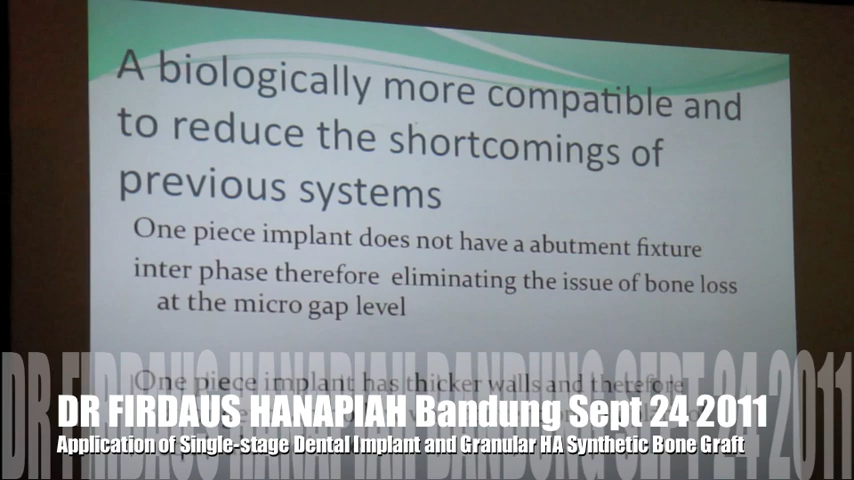 A biologically more compatible and
to reduce the shortcomings of
previous systems
One piece implant does not have a abutment fixture
inter phase therefore eliminating the issue of bone loss
at the micro gap level
One piece implant has thicker walls and therefore
DR FIRDAUS HANAPIAH Bandung Sept 24 2011
Application of Single-stage Dental Implant and Granular HA Synthetic Bone Graft
DR FIRDAUS HANAPIAH BANDUNG SEPT 24 2011